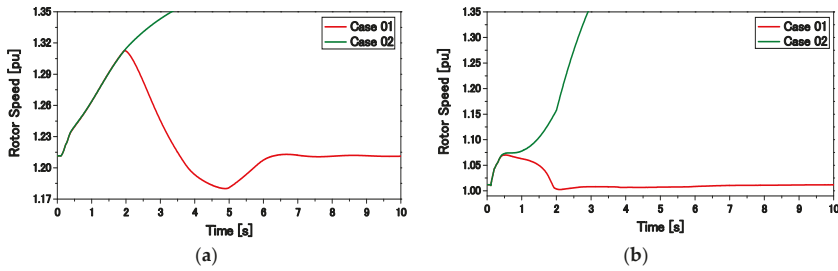 1.35
1.32
1.29
1.26
1.23
1.20
1.17
Rotor Speed [pu]
Case 01
Case 02
0 1 2 3 4 5 6 7 8 9 10
Time [s]
(a)
1.35
1.30
1.25
1.20
1.15
1.10
1.05
1.00
Rotor Speed [pu]
Case 01
Case 02
0 1 2 3 4 5 6 7 8 9 10
Time [s]
(b)